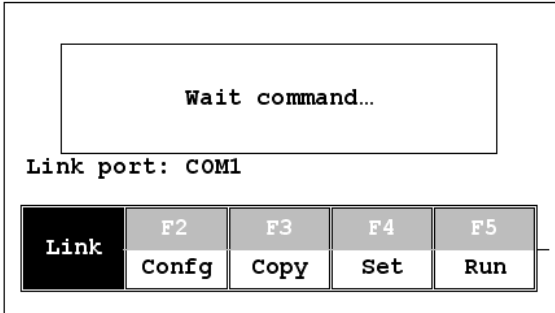 Wait command…
Link port: COM1
Link F2 F3 F4 F5
Confg Copy Set Run